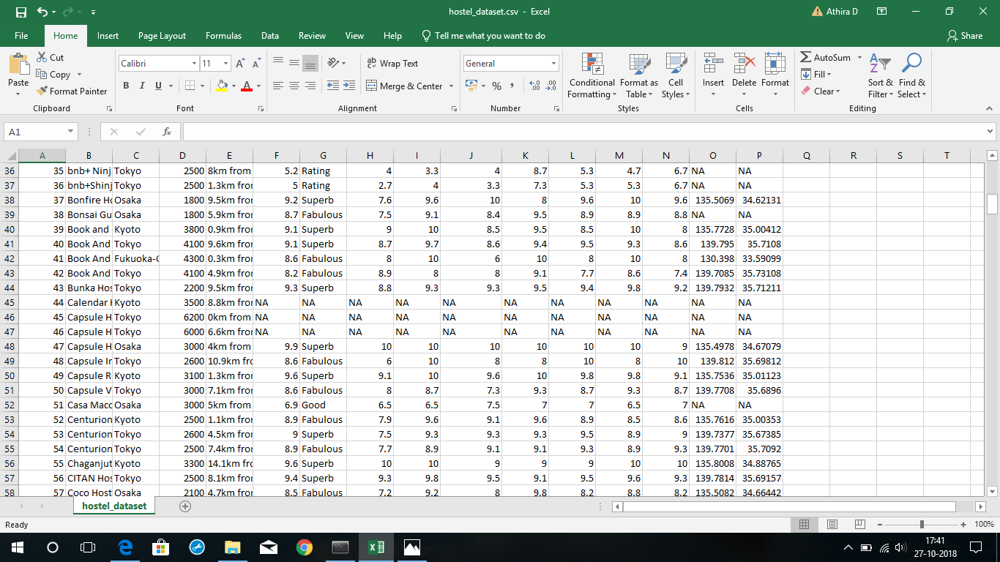 hostel_dataset.csv - Excel
Athira D
File Home Insert Page Layout Formulas Data Review View Help Tell me what you want to do Share
Paste Cut Copy Format Painter Clipboard
Calibri 11 A A B I U A Font
Wrap Text Merge & Center Alignment
General % , Number
Conditional Formatting Format as Table Cell Styles Styles
Insert Delete Format Cells
AutoSum Fill Clear Sort & Filter Find & Select Editing
A1 fx
A B C D E F G H I J K L M N O P Q R S T
36 35 bnb+ Ninj Tokyo 2500 8km from 5.2 Rating 4 3.3 4 8.7 5.3 4.7 6.7 NA NA
37 36 bnb+Shinj Tokyo 2500 1.3km fror 5 Rating 2.7 4 3.3 7.3 5.3 5.3 6.7 NA NA
38 37 Bonfire Ho Osaka 1800 9.5km fror 9.2 Superb 7.6 9.6 10 8 9.6 10 9.6 135.5069 34.62131
39 38 Bonsai Gu Osaka 1800 5.9km fror 8.7 Fabulous 7.5 9.1 8.4 9.5 8.9 8.9 8.8 NA NA
40 39 Book and Kyoto 3800 0.9km fror 9.1 Superb 9 10 8.5 9.5 8.5 10 8 135.7728 35.00412
41 40 Book And Tokyo 4100 9.6km fror 9.1 Superb 8.7 9.7 8.6 9.4 9.5 9.3 8.6 139.795 35.7108
42 41 Book And Fukuoka-C 4300 0.3km fror 8.6 Fabulous 8 10 6 10 8 10 8 130.398 33.59099
43 42 Book And Tokyo 4100 4.9km fror 8.2 Fabulous 8.9 8 8 9.1 7.7 8.6 7.4 139.7085 35.73108
44 43 Bunka Hos Tokyo 2200 9.5km fror 9.3 Superb 8.8 9.3 9.3 9.5 9.4 9.8 9.2 139.7932 35.71211
45 44 Calendar H Kyoto 3500 8.8km fror NA NA NA NA NA NA NA NA NA NA NA
46 45 Capsule H Tokyo 6200 0km from NA NA NA NA NA NA NA NA NA NA NA
47 46 Capsule H Tokyo 6000 6.6km fror NA NA NA NA NA NA NA NA NA NA NA
48 47 Capsule H Osaka 3000 4km from 9.9 Superb 10 10 10 10 10 10 9 135.4978 34.67079
49 48 Capsule In Tokyo 2600 10.9km fro 8.6 Fabulous 6 10 8 8 10 8 10 139.812 35.69812
50 49 Capsule R Kyoto 3100 1.3km fror 9.6 Superb 9.1 10 9.6 10 9.8 9.8 9.1 135.7536 35.01123
51 50 Capsule V Tokyo 3000 7.1km fror 8.6 Fabulous 8 8.7 7.3 9.3 8.7 9.3 8.7 139.7708 35.6896
52 51 Casa Macc Osaka 3000 5km from 6.9 Good 6.5 6.5 7.5 7 7 6.5 7 NA NA
53 52 Centurion Kyoto 2500 1.1km fror 8.9 Fabulous 7.9 9.6 9.1 9.6 8.9 8.5 8.6 135.7616 35.00353
54 53 Centurion Tokyo 2600 4.5km fror 9 Superb 7.5 9.3 9.3 9.3 9.5 8.9 9 139.7377 35.67385
55 54 Centurion Tokyo 2500 7.4km fror 8.9 Fabulous 7.7 8.9 9.1 9.1 9.3 8.9 9.3 139.7701 35.7092
56 55 Chaganjut Kyoto 3300 14.1km fro 9.6 Superb 10 10 9 9 9 10 10 135.8008 34.88765
57 56 CITAN Hos Tokyo 2500 8.1km fror 9.4 Superb 9.3 9.8 9.5 9.1 9.5 9.6 9.3 139.7814 35.69157
58 57 Coco Host Osaka 2100 4.7km fror 8.5 Fabulous 7.2 9.2 8 9.8 8.2 8.8 8.2 135.5082 34.66442
hostel_dataset
Ready 100%
17:41
27-10-2018